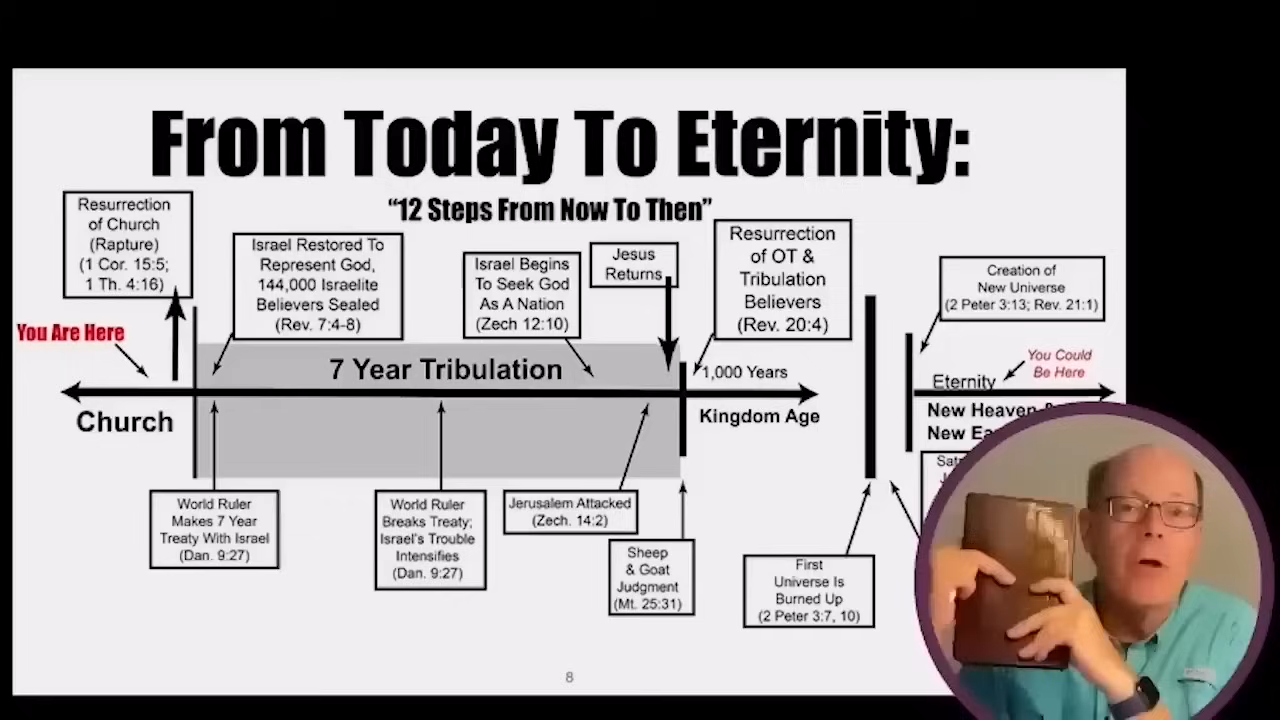 From Today To Eternity:
“12 Steps From Now To Then”
Resurrection
of Church
(Rapture)
(1 Cor. 15:5;
1 Th. 4:16)
Israel Restored To
Represent God,
144,000 Israelite
Believers Sealed
(Rev. 7:4-8)
Israel Begins
To Seek God
As A Nation
(Zech 12:10)
Jesus
Returns
Resurrection
of OT &
Tribulation
Believers
(Rev. 20:4)
Creation of
New Universe
(2 Peter 3:13; Rev. 21:1)
You Are Here
7 Year Tribulation
1,000 Years
Eternity
You Could
Be Here
Church
Kingdom Age
New Heaven
New
World Ruler
Makes 7 Year
Treaty With Israel
(Dan. 9:27)
World Ruler
Breaks Treaty;
Israel's Trouble
Intensifies
(Dan. 9:27)
Jerusalem Attacked
(Zech. 14:2)
Sheep
& Goat
Judgment
(Mt. 25:31)
First
Universe Is
Burned Up
(2 Peter 3:7, 10)
8